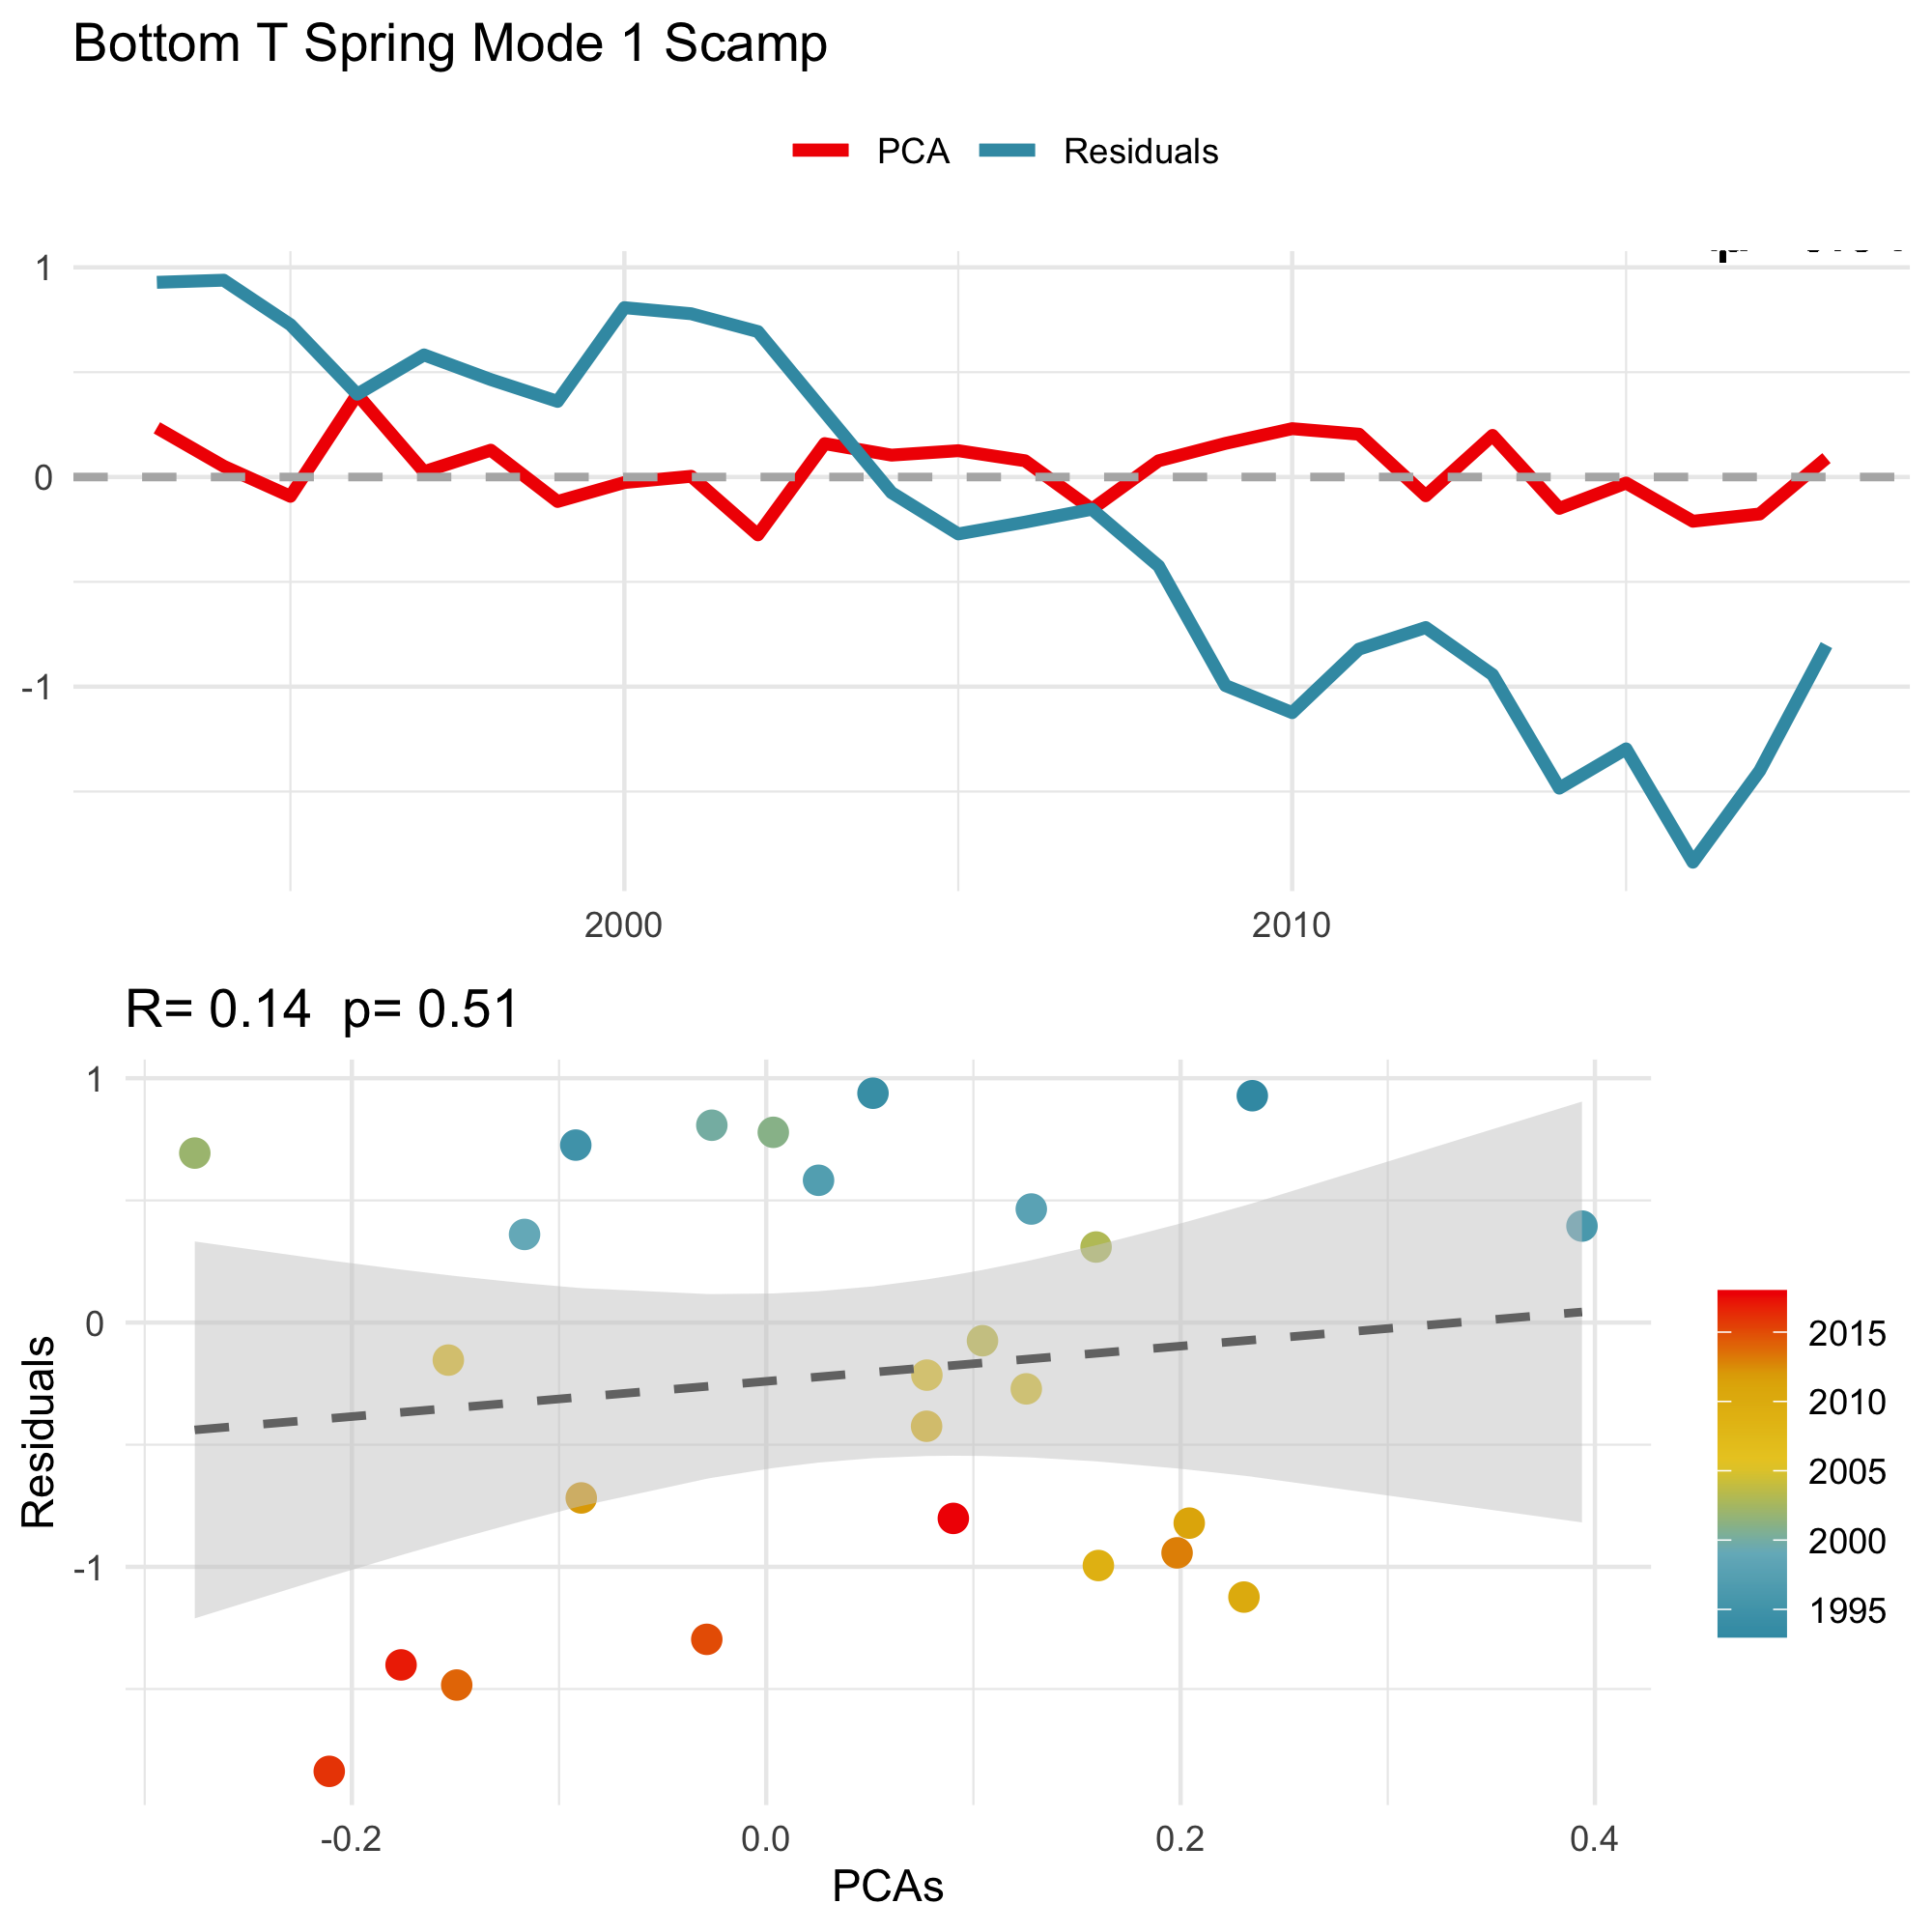 Bottom T Spring Mode 1 Scamp
PCA Residuals
1
0
-1
2000 2010
R= 0.14 p= 0.51
1
0
-1
Residuals
-0.2 0.0 0.2 0.4
PCAs
2015
2010
2005
2000
1995